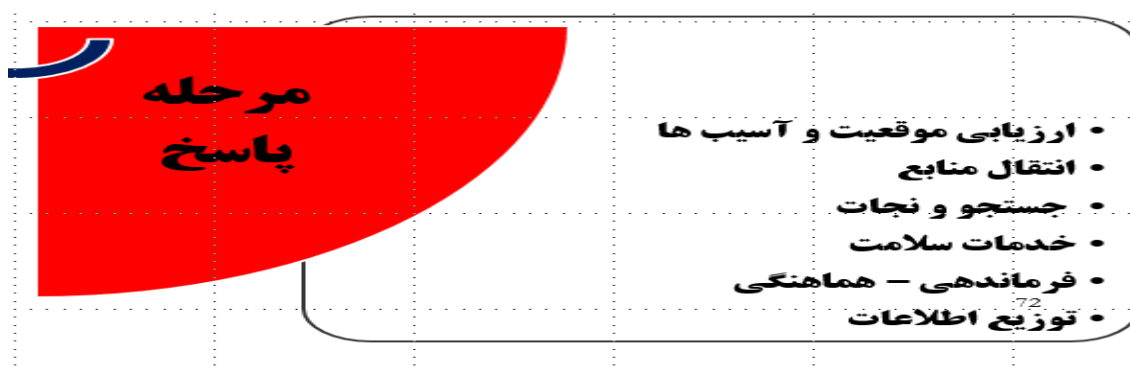 مرحله
پاسخ
• ارزیابی موقعیت و آسیب ها
• انتقال منابع
• جستجو و نجات
• خدمات سلامت
• فرماندهی – هماهنگی
72
• توزیع اطلاعات